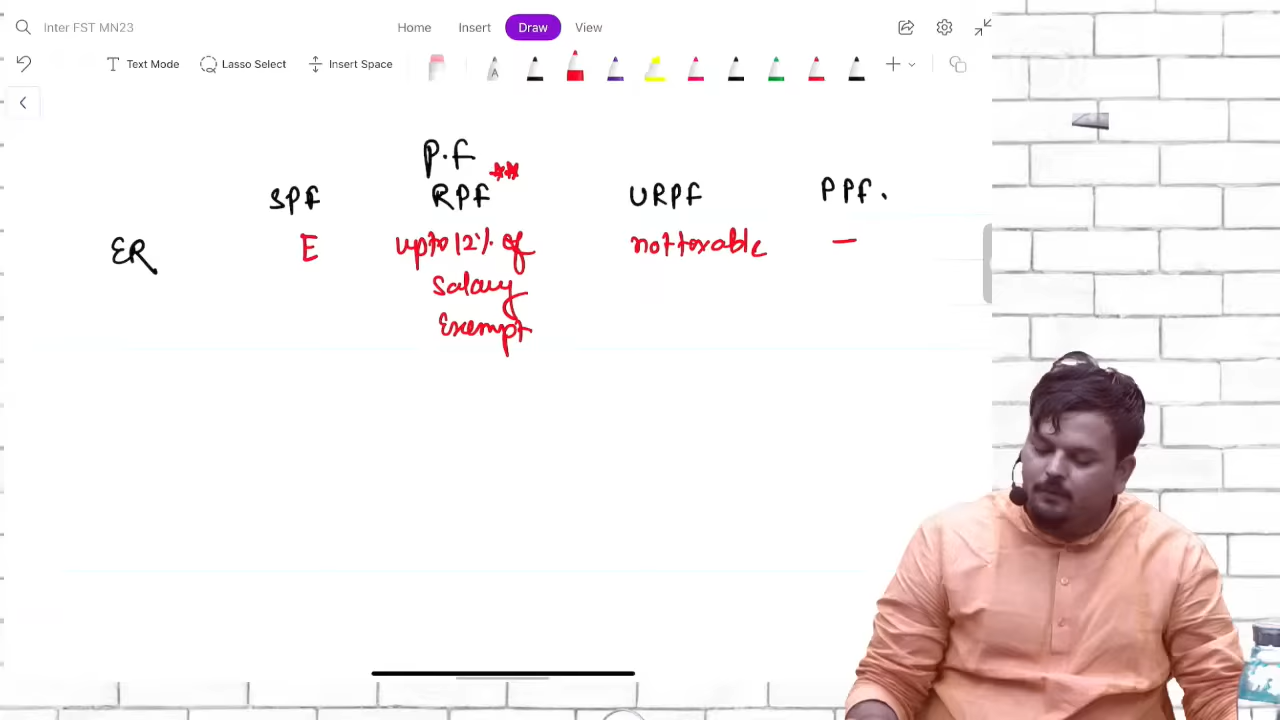 Inter FST MN23
Home Insert Draw View
Text Mode Lasso Select Insert Space
P.F
SPF RPF ** URPF PPF.
ER E upto 12% of not taxable —
Salary
Exempt